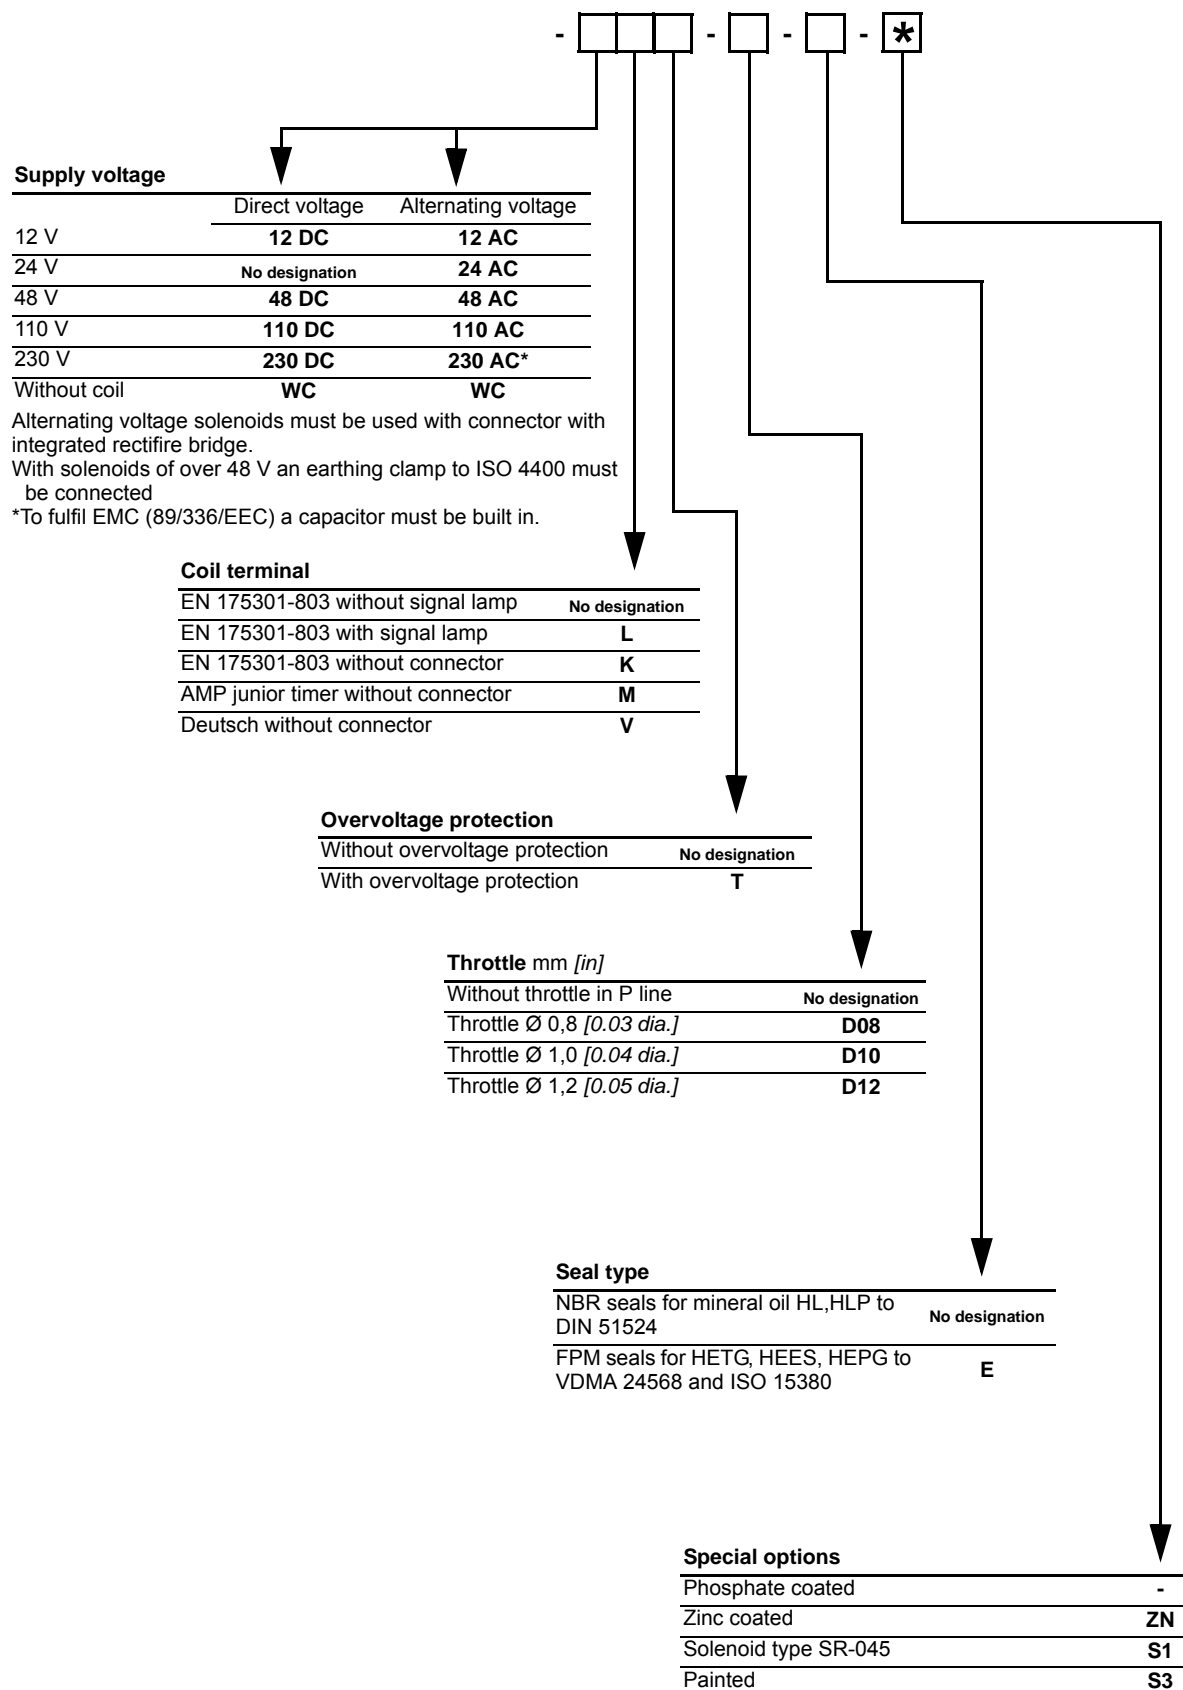 - - - - *
Supply voltage
Direct voltage Alternating voltage
12 V 12 DC 12 AC
24 V No designation 24 AC
48 V 48 DC 48 AC
110 V 110 DC 110 AC
230 V 230 DC 230 AC*
Without coil WC WC
Alternating voltage solenoids must be used with connector with
integrated rectifire bridge.
With solenoids of over 48 V an earthing clamp to ISO 4400 must
be connected
*To fulfil EMC (89/336/EEC) a capacitor must be built in.
Coil terminal
EN 175301-803 without signal lamp No designation
EN 175301-803 with signal lamp L
EN 175301-803 without connector K
AMP junior timer without connector M
Deutsch without connector V
Overvoltage protection
Without overvoltage protection No designation
With overvoltage protection T
Throttle mm [in]
Without throttle in P line No designation
Throttle Ø 0,8 [0.03 dia.] D08
Throttle Ø 1,0 [0.04 dia.] D10
Throttle Ø 1,2 [0.05 dia.] D12
Seal type
NBR seals for mineral oil HL,HLP to
DIN 51524 No designation
FPM seals for HETG, HEES, HEPG to
VDMA 24568 and ISO 15380 E
Special options
Phosphate coated -
Zinc coated ZN
Solenoid type SR-045 S1
Painted S3